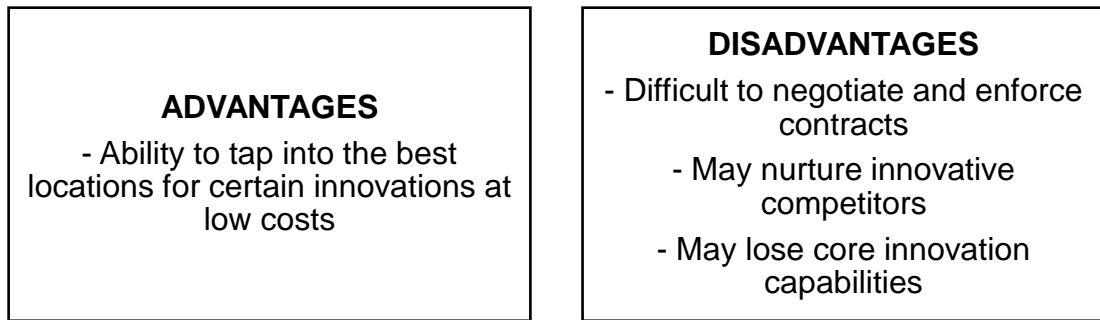 ADVANTAGES
- Ability to tap into the best
locations for certain innovations at
low costs
DISADVANTAGES
- Difficult to negotiate and enforce
contracts
- May nurture innovative
competitors
- May lose core innovation
capabilities